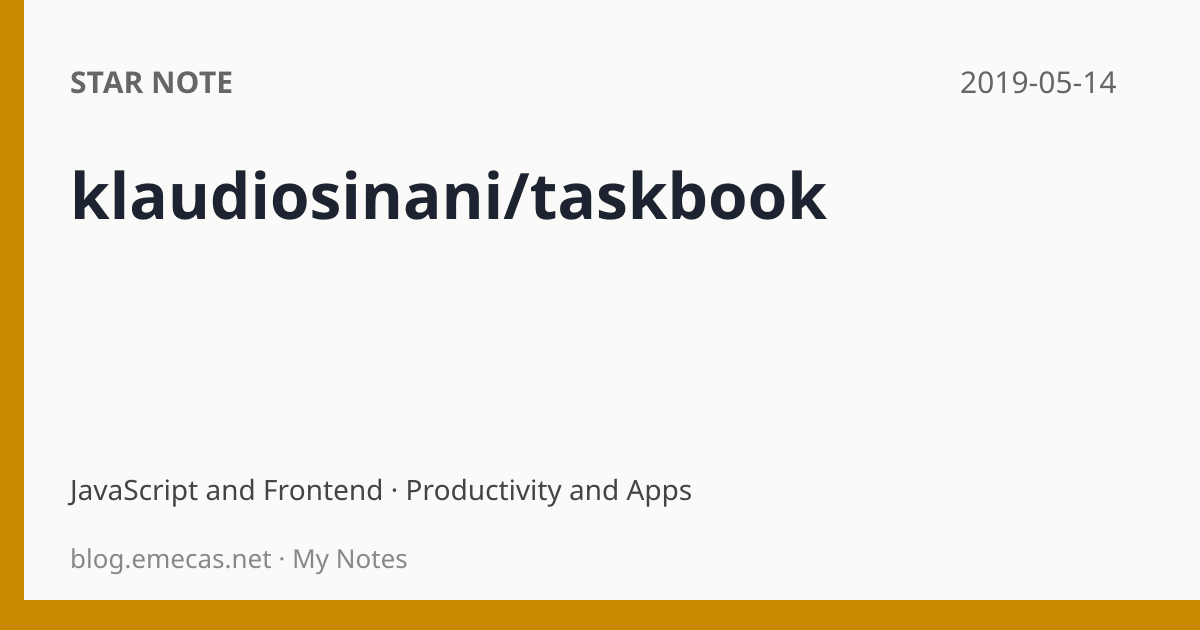 STAR NOTE
2019-05-14
klaudiosinani/taskbook
JavaScript and Frontend · Productivity and Apps
blog.emecas.net · My Notes